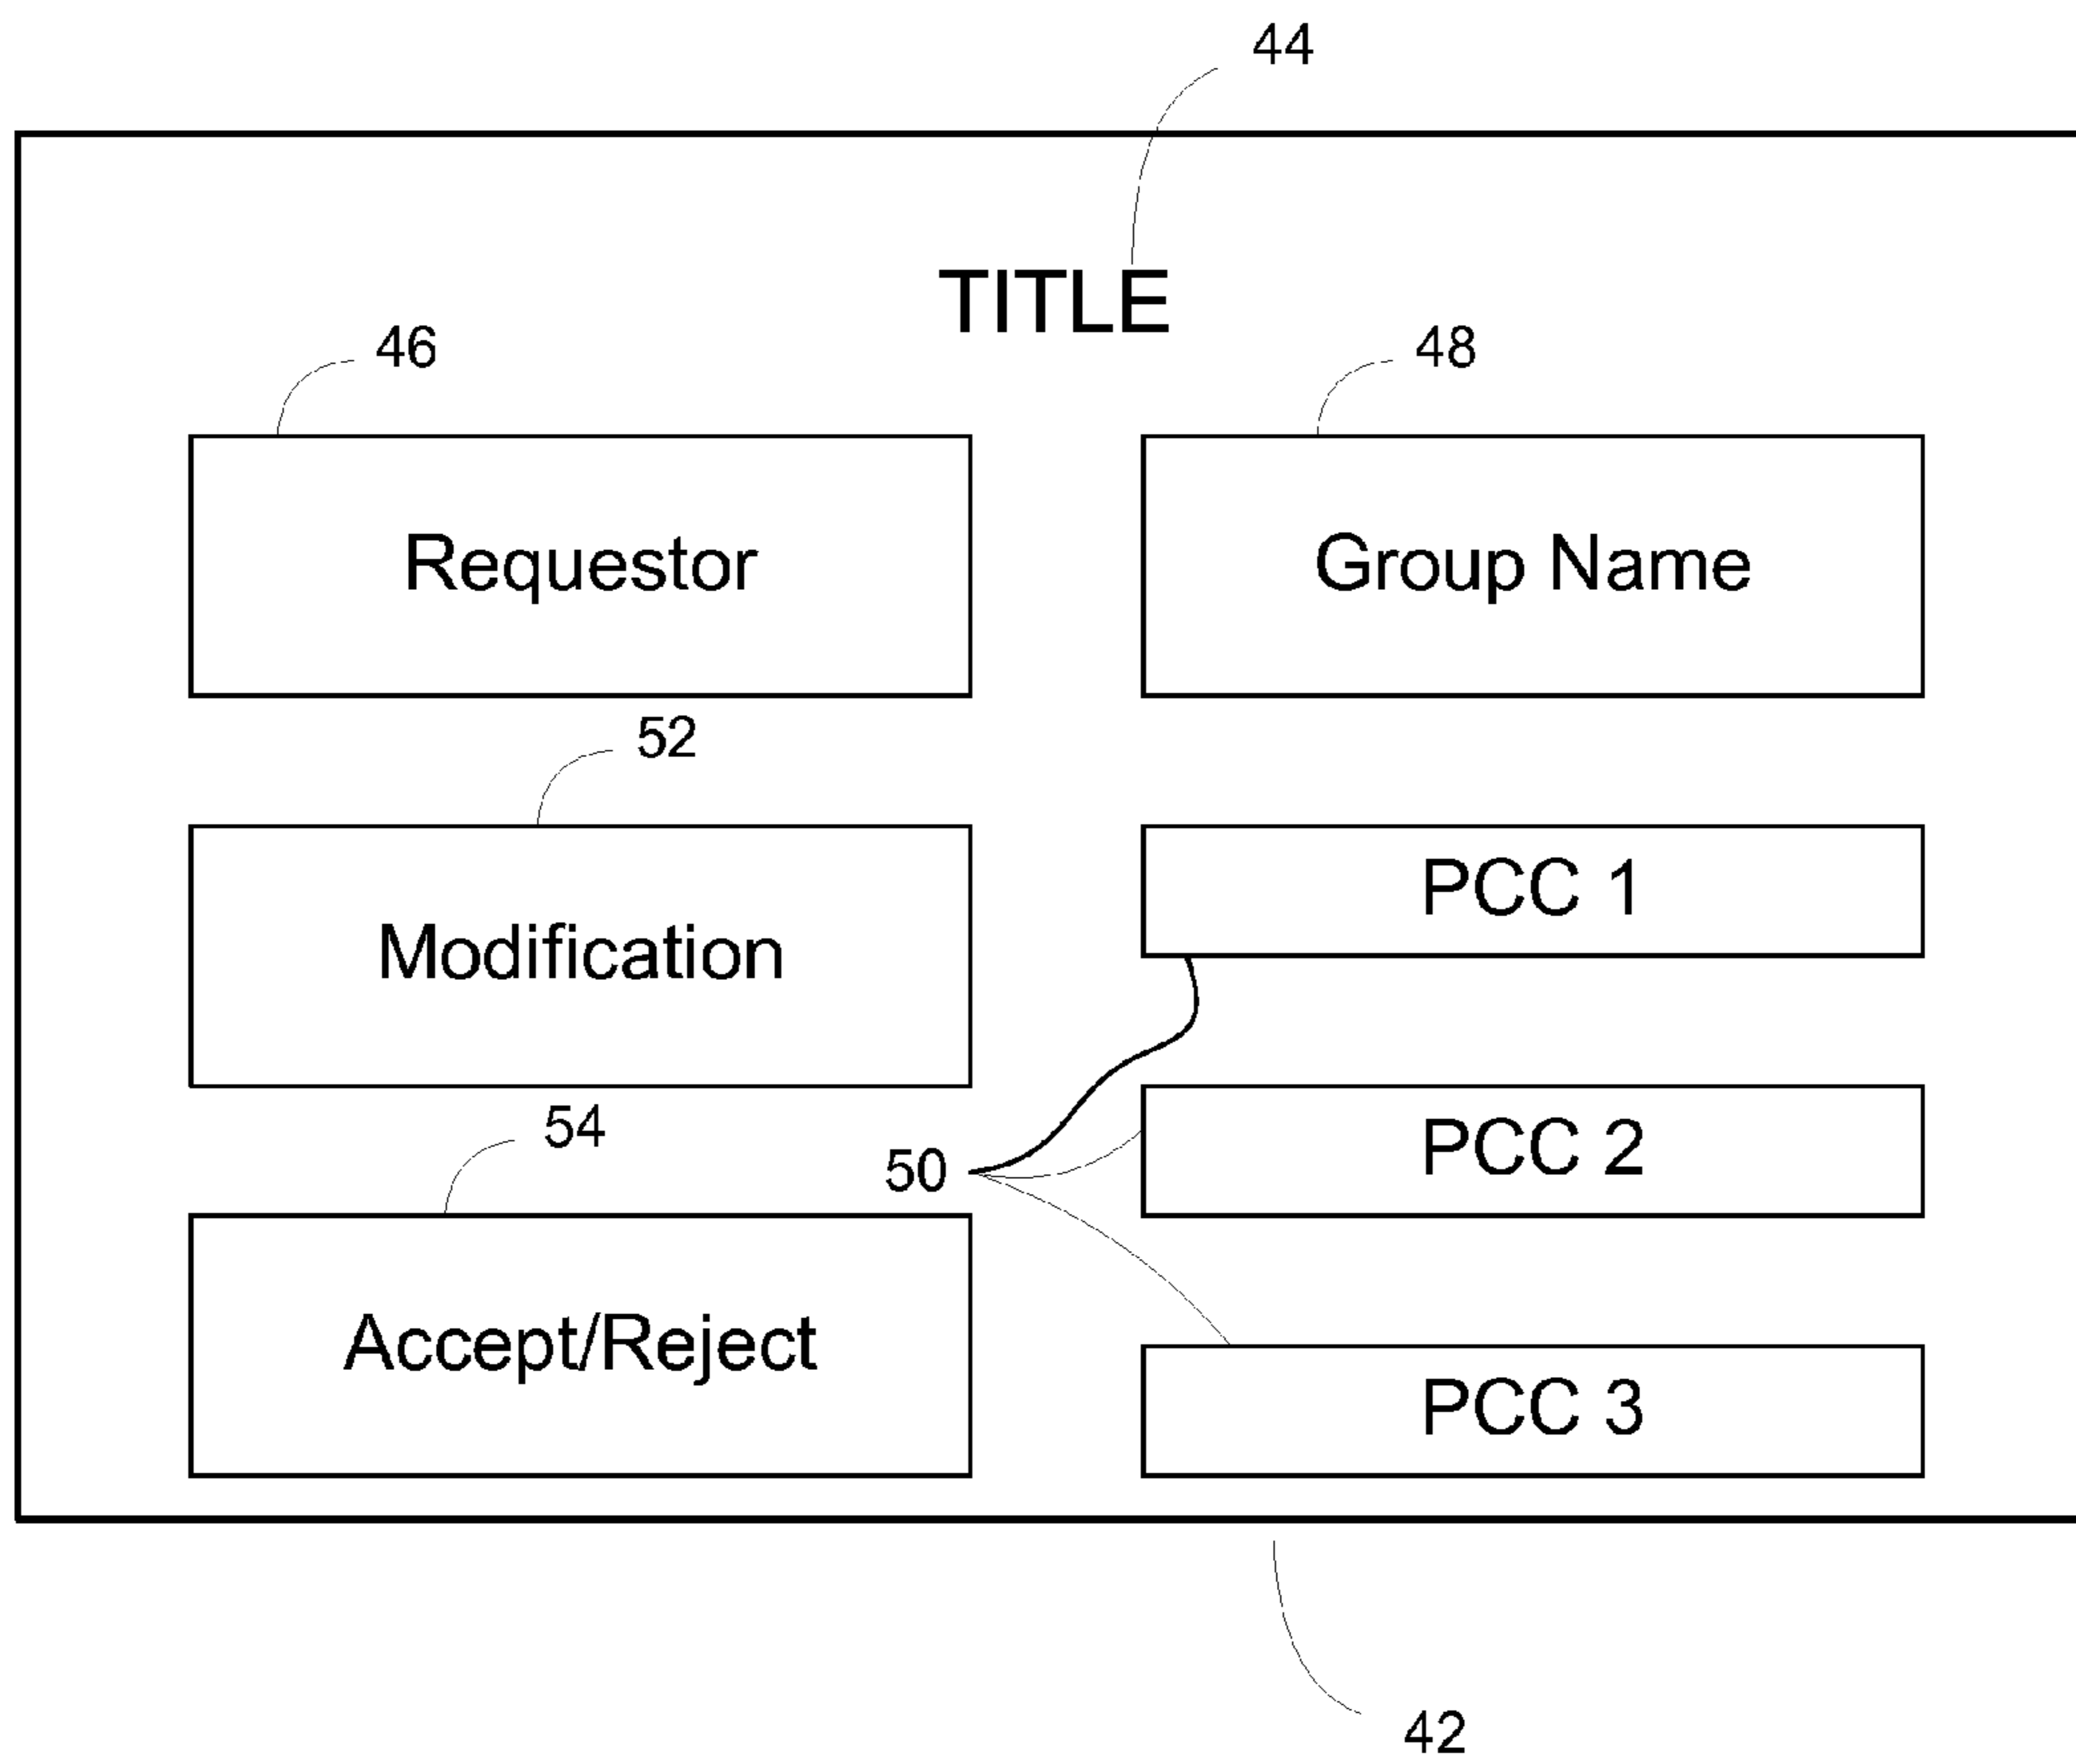 44
TITLE
46
48
Requestor
Group Name
52
Modification
PCC 1
54
50
PCC 2
Accept/Reject
PCC 3
42